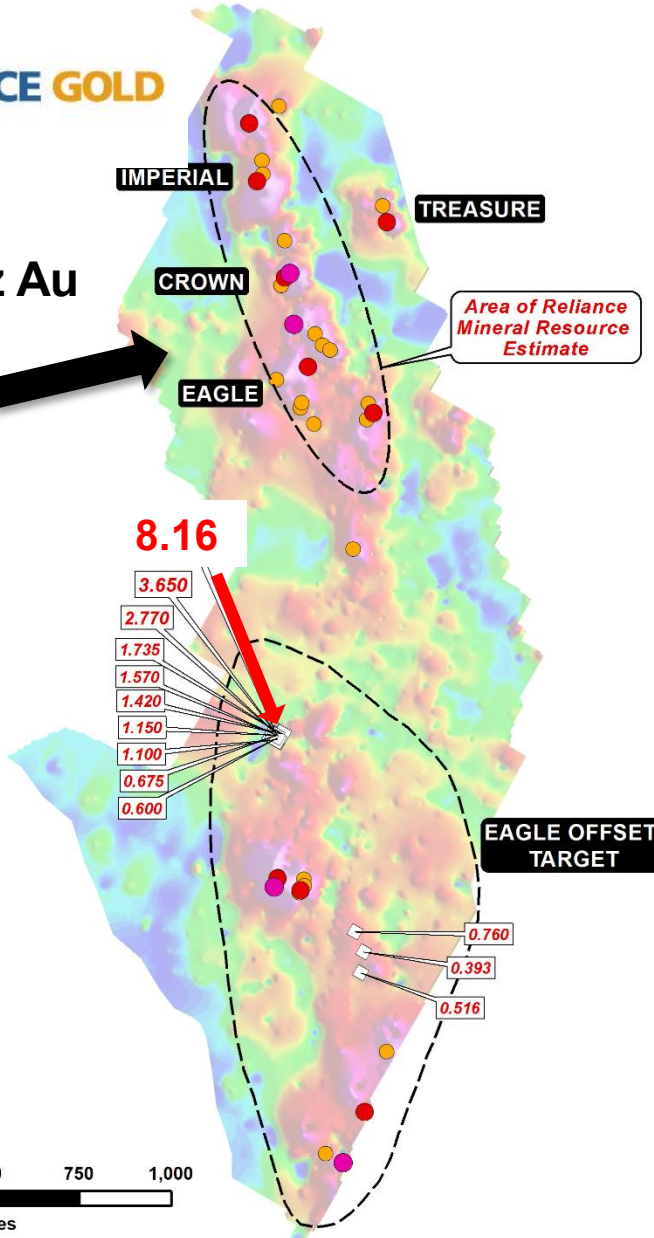 CE GOLD
IMPERIAL
TREASURE
z Au
CROWN
Area of Reliance
Mineral Resource
Estimate
EAGLE
8.16
3.650
2.770
1.735
1.570
1.420
1.150
1.100
0.675
0.600
EAGLE OFFSET
TARGET
0.760
0.393
0.516
0 750 1,000
es